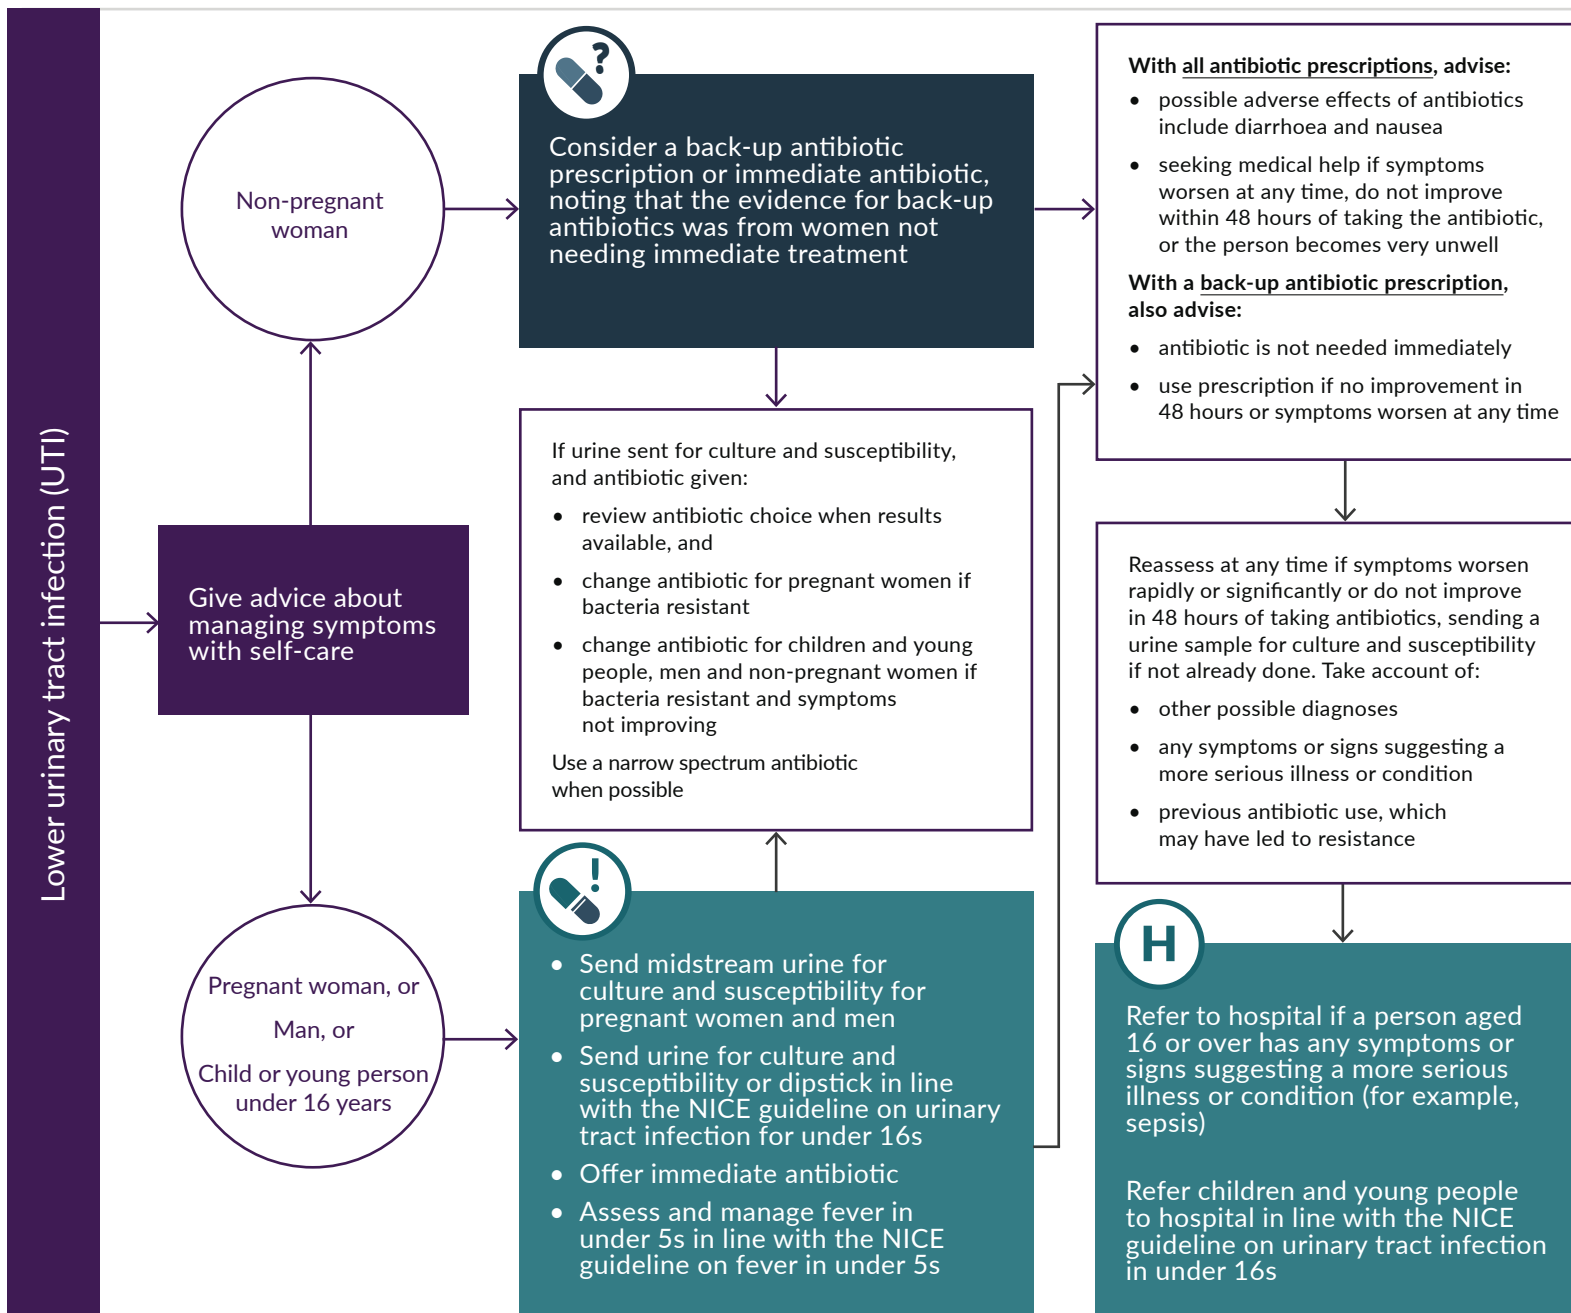 Lower urinary tract infection (UTI)
Give advice about
managing symptoms
with self-care
Non-pregnant
woman
?
Consider a back-up antibiotic
prescription or immediate antibiotic,
noting that the evidence for back-up
antibiotics was from women not
needing immediate treatment
If urine sent for culture and susceptibility,
and antibiotic given:
• review antibiotic choice when results
available, and
• change antibiotic for pregnant women if
bacteria resistant
• change antibiotic for children and young
people, men and non-pregnant women if
bacteria resistant and symptoms
not improving
Use a narrow spectrum antibiotic
when possible
Pregnant woman, or
Man, or
Child or young person
under 16 years
!
• Send midstream urine for
culture and susceptibility for
pregnant women and men
• Send urine for culture and
susceptibility or dipstick in line
with the NICE guideline on urinary
tract infection for under 16s
• Offer immediate antibiotic
• Assess and manage fever in
under 5s in line with the NICE
guideline on fever in under 5s
With all antibiotic prescriptions, advise:
• possible adverse effects of antibiotics
include diarrhoea and nausea
• seeking medical help if symptoms
worsen at any time, do not improve
within 48 hours of taking the antibiotic,
or the person becomes very unwell
With a back-up antibiotic prescription,
also advise:
• antibiotic is not needed immediately
• use prescription if no improvement in
48 hours or symptoms worsen at any time
Reassess at any time if symptoms worsen
rapidly or significantly or do not improve
in 48 hours of taking antibiotics, sending a
urine sample for culture and susceptibility
if not already done. Take account of:
• other possible diagnoses
• any symptoms or signs suggesting a
more serious illness or condition
• previous antibiotic use, which
may have led to resistance
H
Refer to hospital if a person aged
16 or over has any symptoms or
signs suggesting a more serious
illness or condition (for example,
sepsis)
Refer children and young people
to hospital in line with the NICE
guideline on urinary tract infection
in under 16s